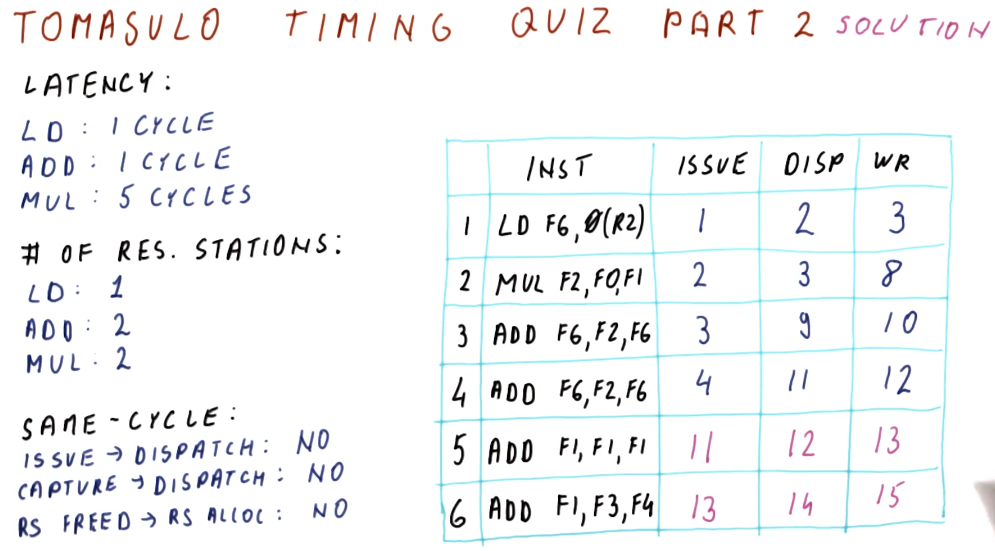 TOMASULO TIMING QUIZ PART 2 SOLUTION
LATENCY:
LD: 1 CYCLE
ADD: 1 CYCLE
MUL: 5 CYCLES
# OF RES. STATIONS:
LD: 1
ADD: 2
MUL: 2
SAME-CYCLE:
ISSUE → DISPATCH: NO
CAPTURE → DISPATCH: NO
RS FREED → RS ALLOC: NO
INST ISSUE DISP WR
1 LD F6, 0(R2) 1 2 3
2 MUL F2, F0, F1 2 3 8
3 ADD F6, F2, F6 3 9 10
4 ADD F6, F2, F6 4 11 12
5 ADD F1, F1, F1 11 12 13
6 ADD F1, F3, F4 13 14 15